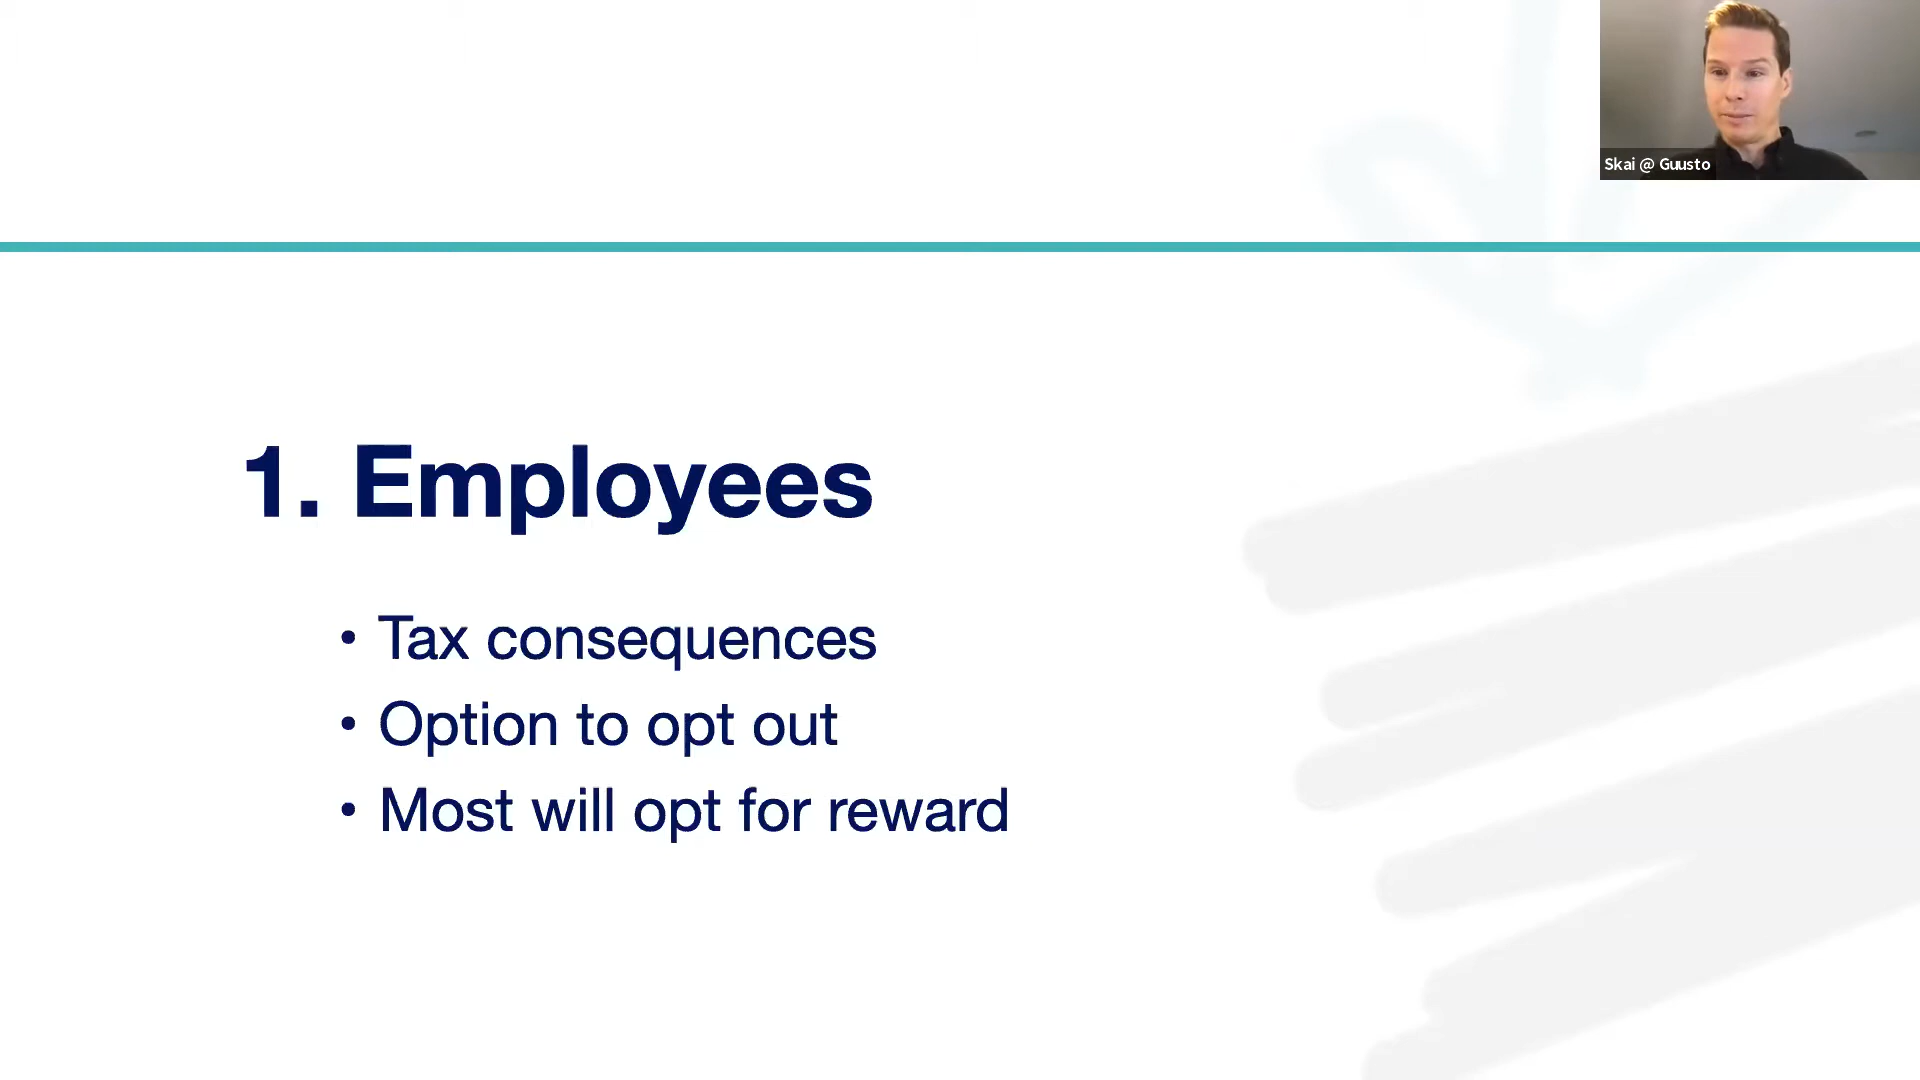 Skai @ Guusto
1. Employees
• Tax consequences
• Option to opt out
• Most will opt for reward